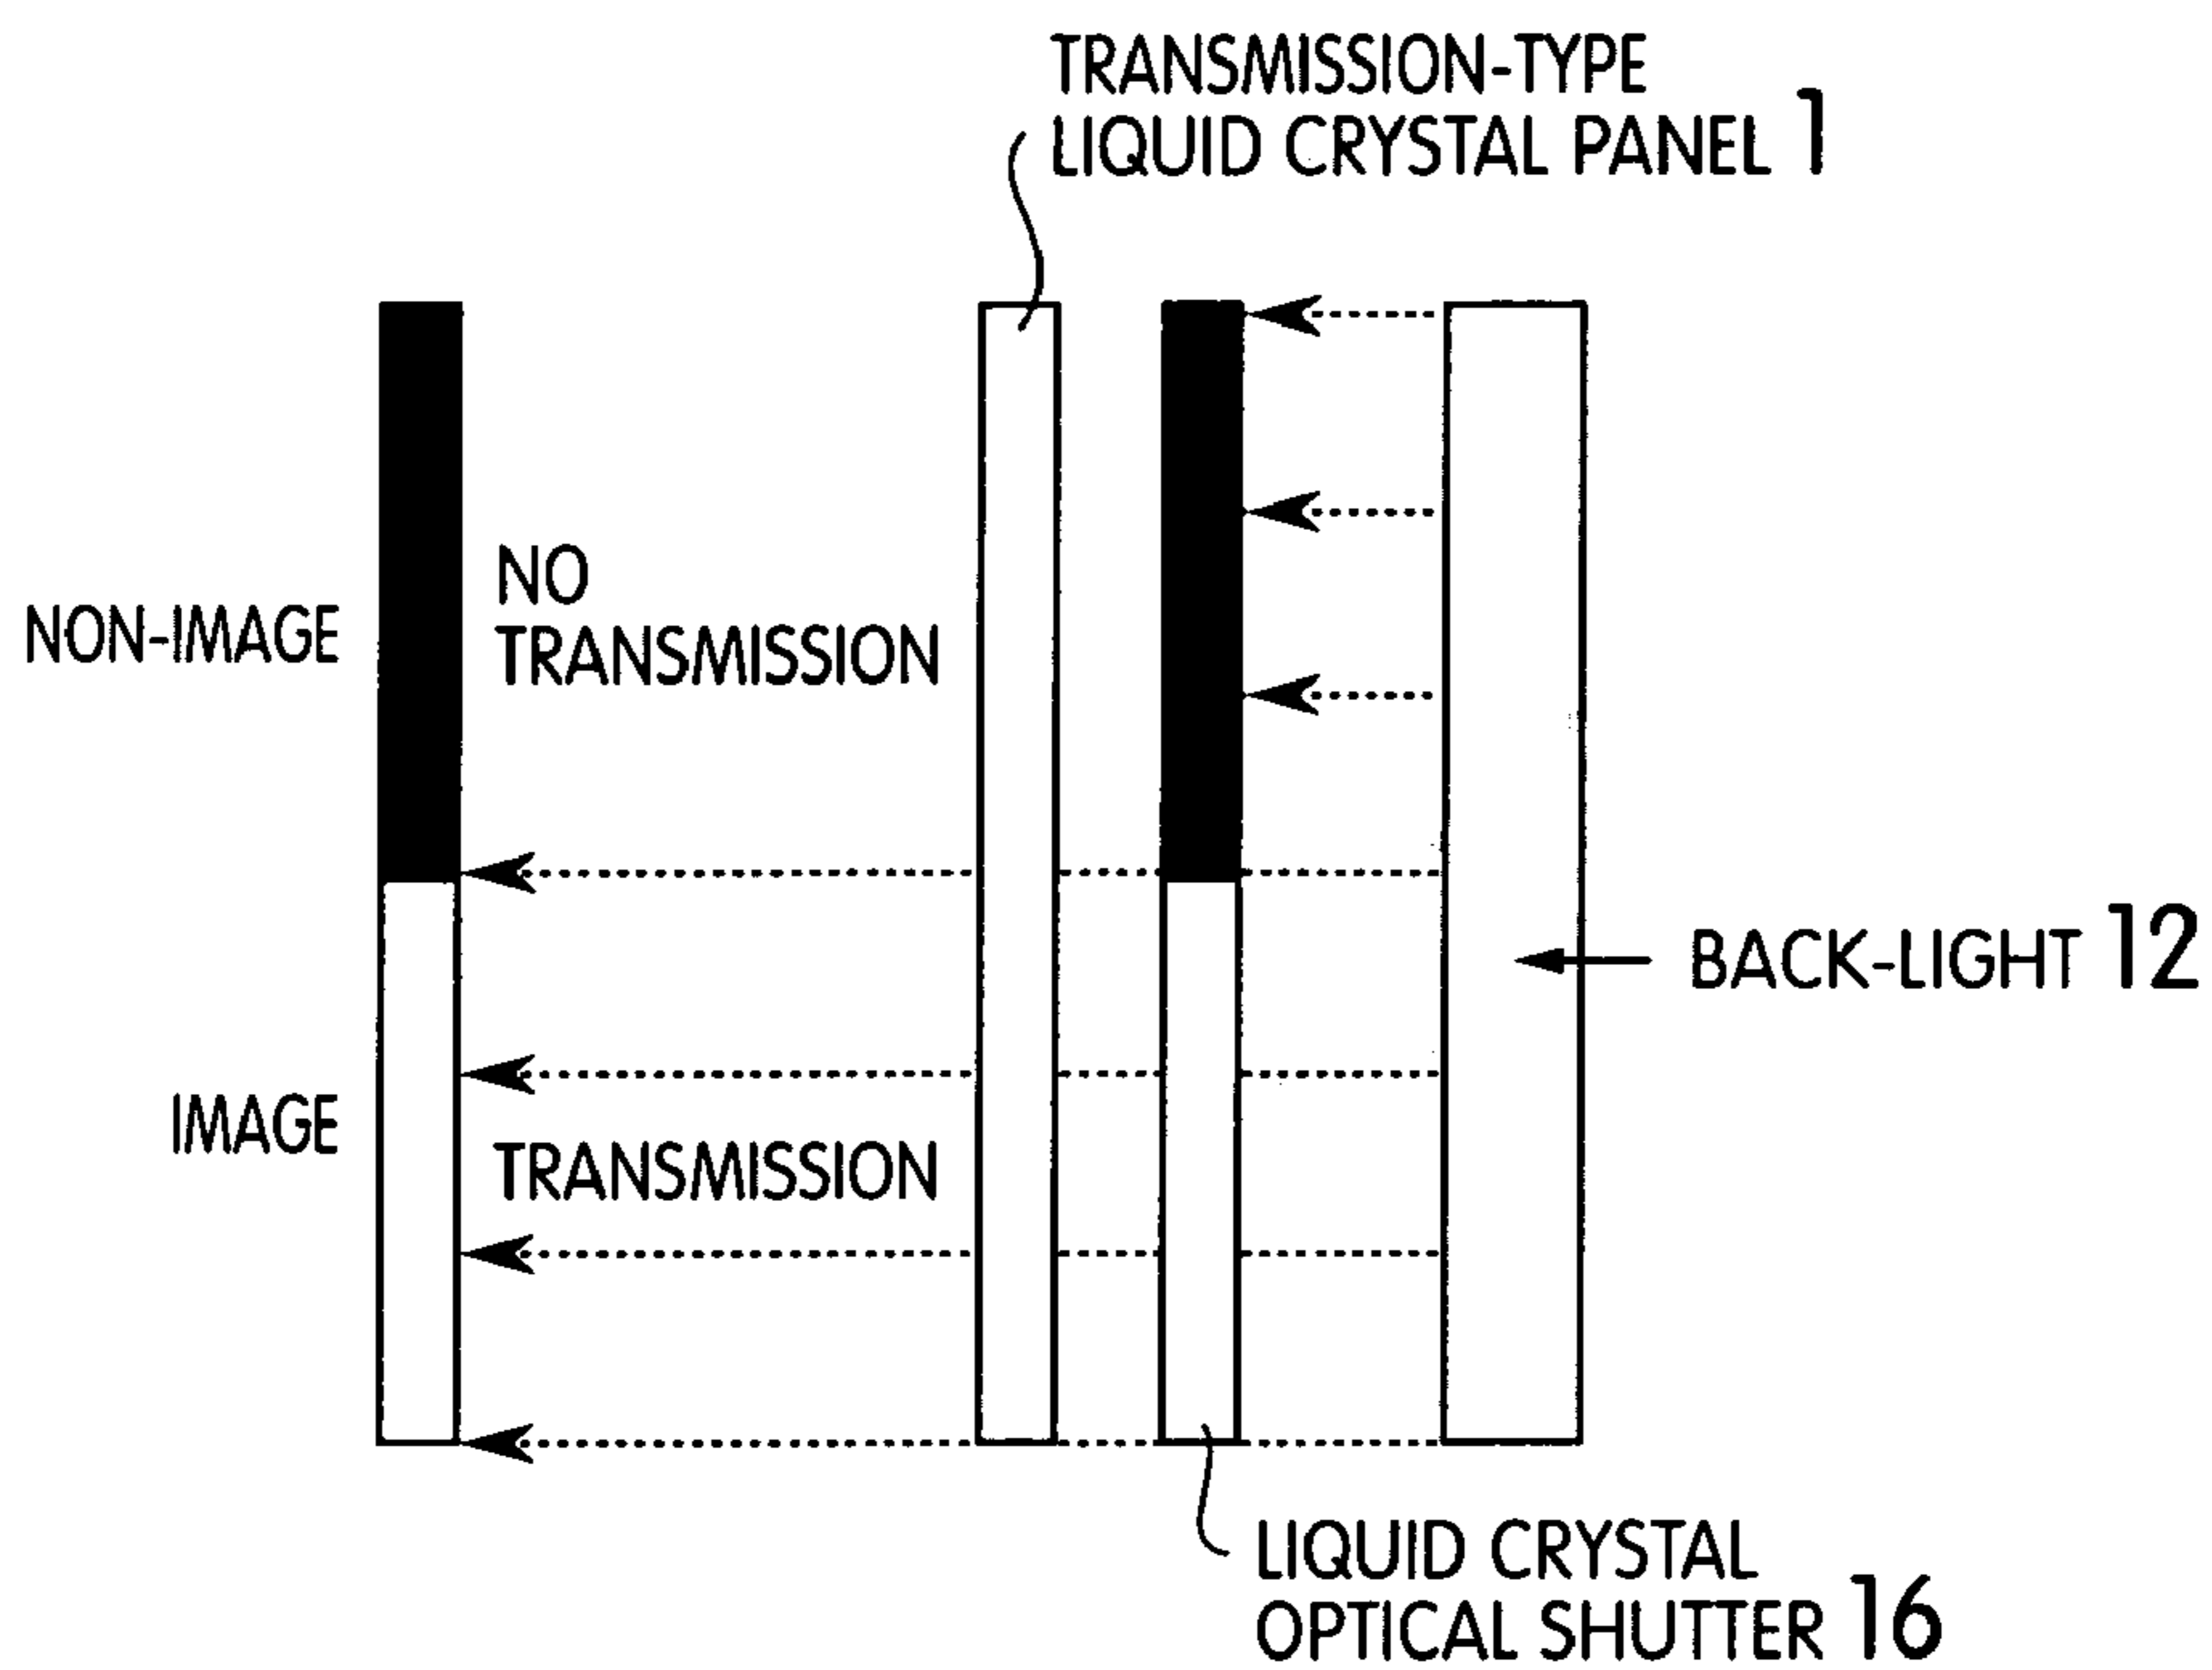 TRANSMISSION-TYPE
LIQUID CRYSTAL PANEL 1
NO
TRANSMISSION
NON-IMAGE
BACK-LIGHT 12
IMAGE
TRANSMISSION
LIQUID CRYSTAL
OPTICAL SHUTTER 16